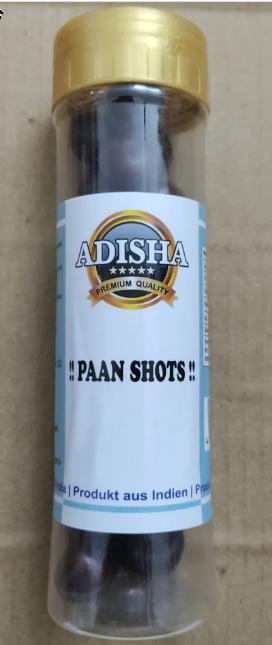 ADISHA
PREMIUM QUALITY
!! PAAN SHOTS !!
| Produkt aus Indien |